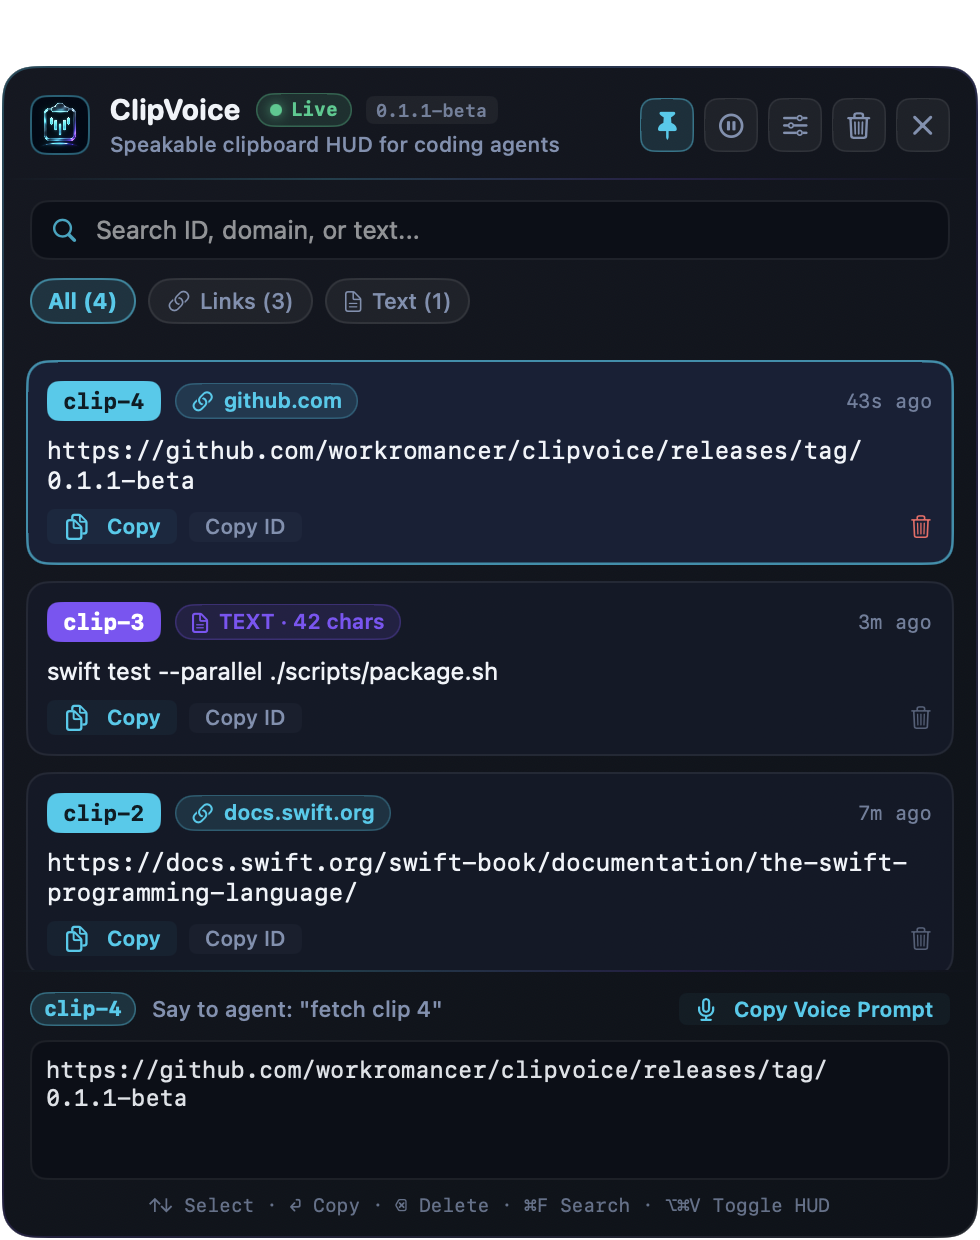 ClipVoice Live 0.1.1-beta
Speakable clipboard HUD for coding agents
Search ID, domain, or text...
All (4) Links (3) Text (1)
clip-4 github.com 43s ago
https://github.com/workromancer/clipvoice/releases/tag/
0.1.1-beta
Copy Copy ID
clip-3 TEXT · 42 chars 3m ago
swift test --parallel ./scripts/package.sh
Copy Copy ID
clip-2 docs.swift.org 7m ago
https://docs.swift.org/swift-book/documentation/the-swift-
programming-language/
Copy Copy ID
clip-4 Say to agent: "fetch clip 4" Copy Voice Prompt
https://github.com/workromancer/clipvoice/releases/tag/
0.1.1-beta
↑↓ Select · ⏎ Copy · ⌫ Delete · ⌘F Search · ⌥⌘V Toggle HUD